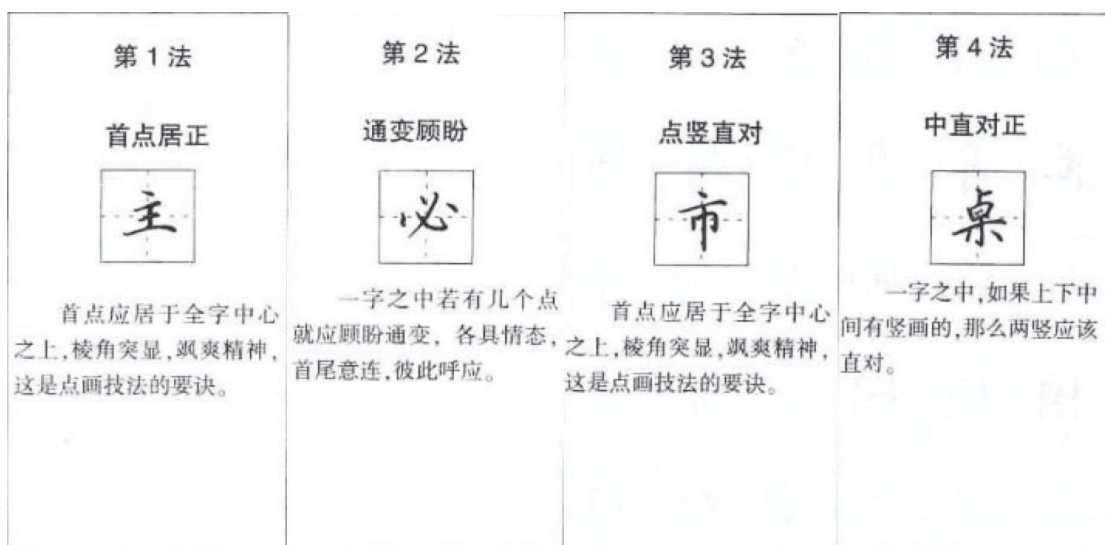 第1法
首点居正
主
首点应居于全字中心
之上,棱角突显,飒爽精神,
这是点画技法的要诀。
第2法
通变顾盼
必
一字之中若有几个点
就应顾盼通变,各具情态,
首尾意连,彼此呼应。
第3法
点竖直对
市
首点应居于全字中心
之上,棱角突显,飒爽精神,
这是点画技法的要诀。
第4法
中直对正
桌
一字之中,如果上下中
间有竖画的,那么两竖应该
直对。